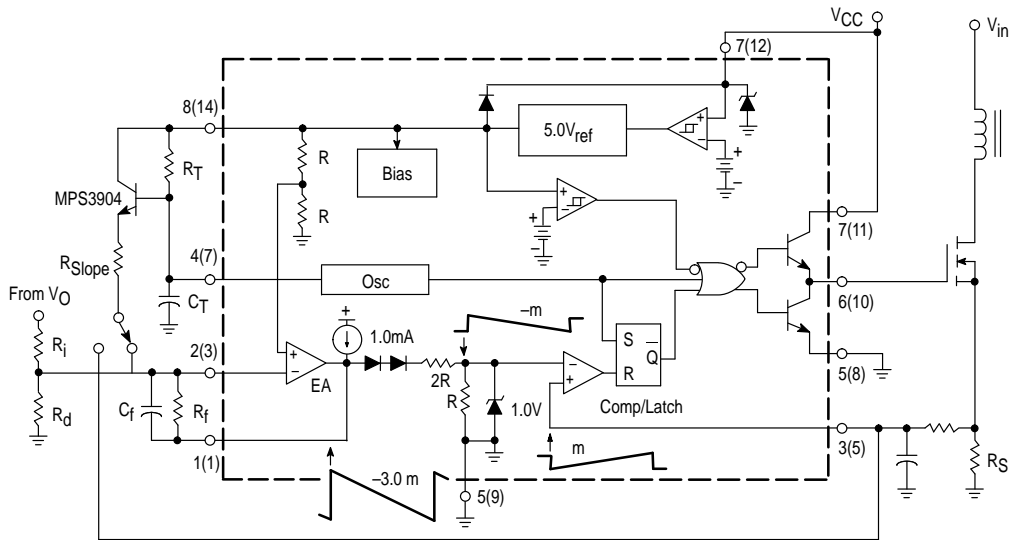 VCC
Vin
7(12)
8(14)
5.0Vref
+
–
+
–
RT
R
Bias
MPS3904
R
+
–
+
–
7(11)
RSlope
4(7)
Osc
6(10)
From VO
CT
+
1.0mA
–m
S
Q
R
5(8)
Ri
2(3)
+
–
EA
2R
–
+
Rd
Cf
Rf
R
1.0V
Comp/Latch
3(5)
1(1)
m
RS
–3.0 m
5(9)